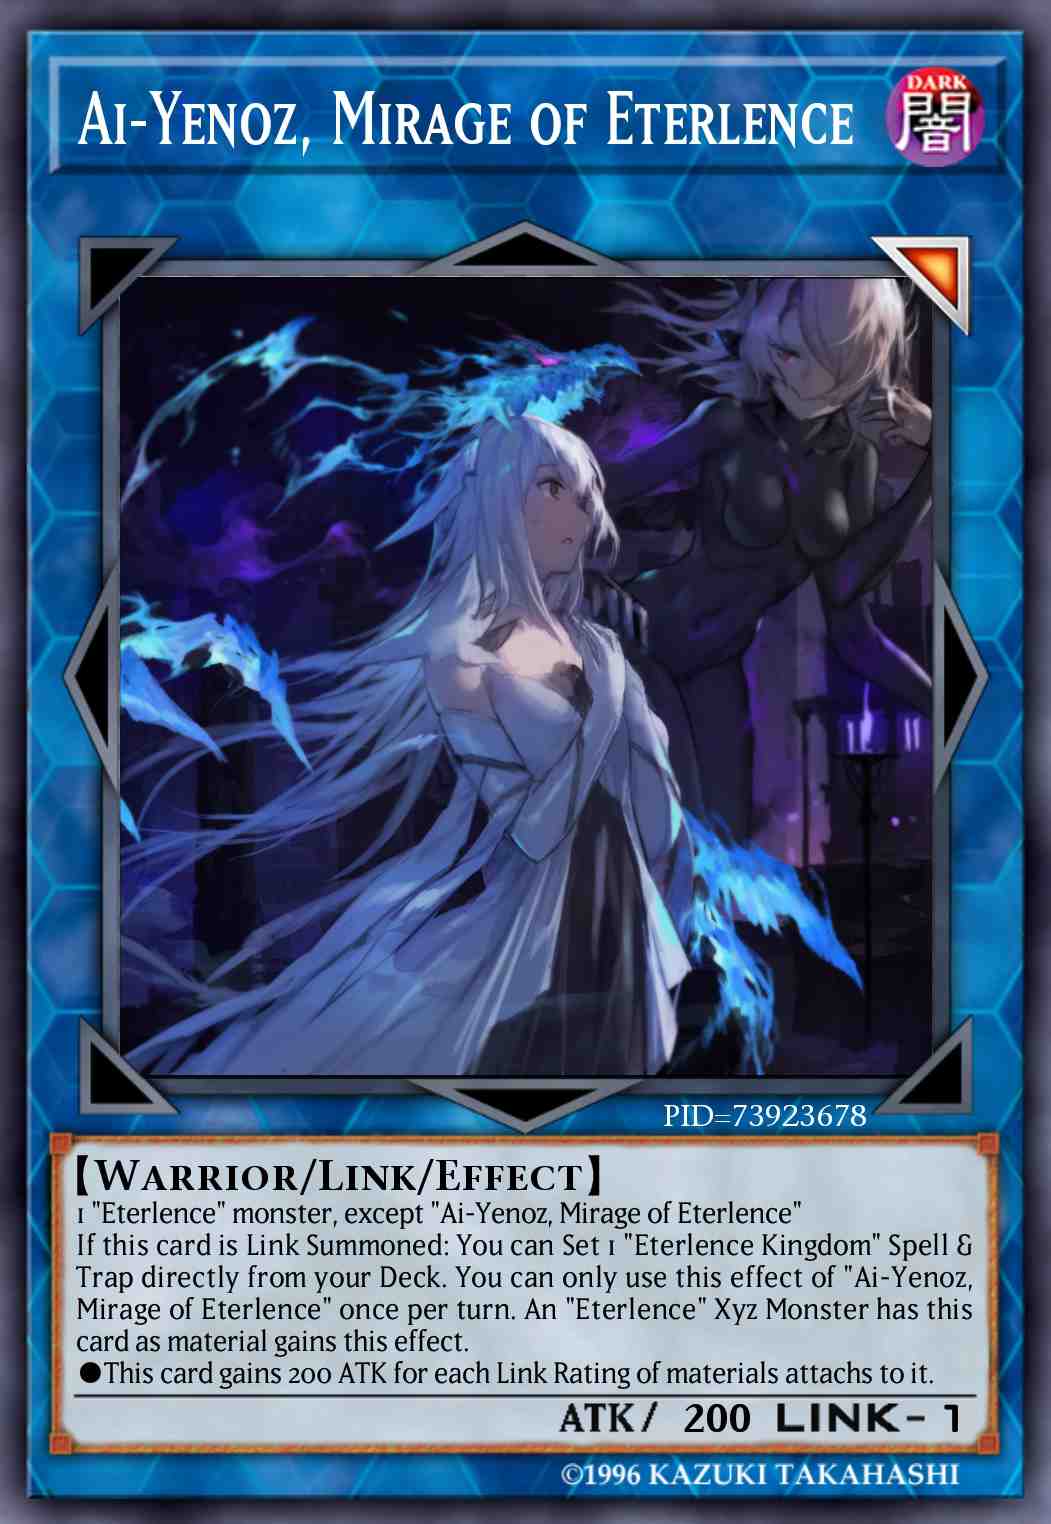 Ai-Yenoz, Mirage of Eterlence
DARK
闇
PID=73923678
【Warrior/Link/Effect】
1 "Eterlence" monster, except "Ai-Yenoz, Mirage of Eterlence"
If this card is Link Summoned: You can Set 1 "Eterlence Kingdom" Spell &
Trap directly from your Deck. You can only use this effect of "Ai-Yenoz,
Mirage of Eterlence" once per turn. An "Eterlence" Xyz Monster has this
card as material gains this effect.
●This card gains 200 ATK for each Link Rating of materials attachs to it.
ATK/ 200 LINK-1
©1996 KAZUKI TAKAHASHI